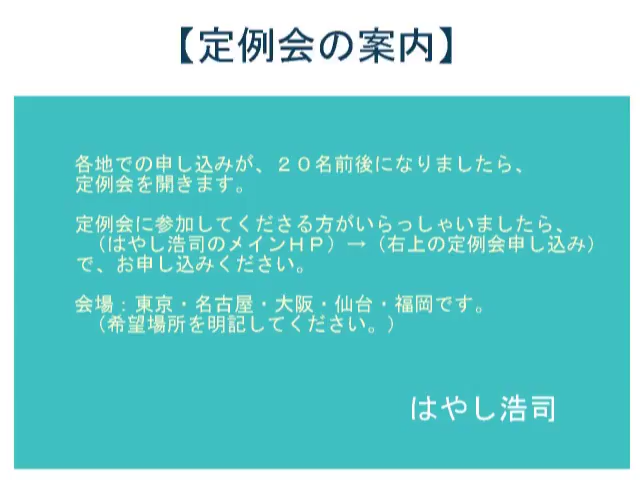 【定例会の案内】
各地での申し込みが、２０名前後になりましたら、
定例会を開きます。
定例会に参加してくださる方がいらっしゃいましたら、
（はやし浩司のメインＨＰ）→（右上の定例会申し込み）
で、お申し込みください。
会場：東京・名古屋・大阪・仙台・福岡です。
（希望場所を明記してください。）
はやし浩司